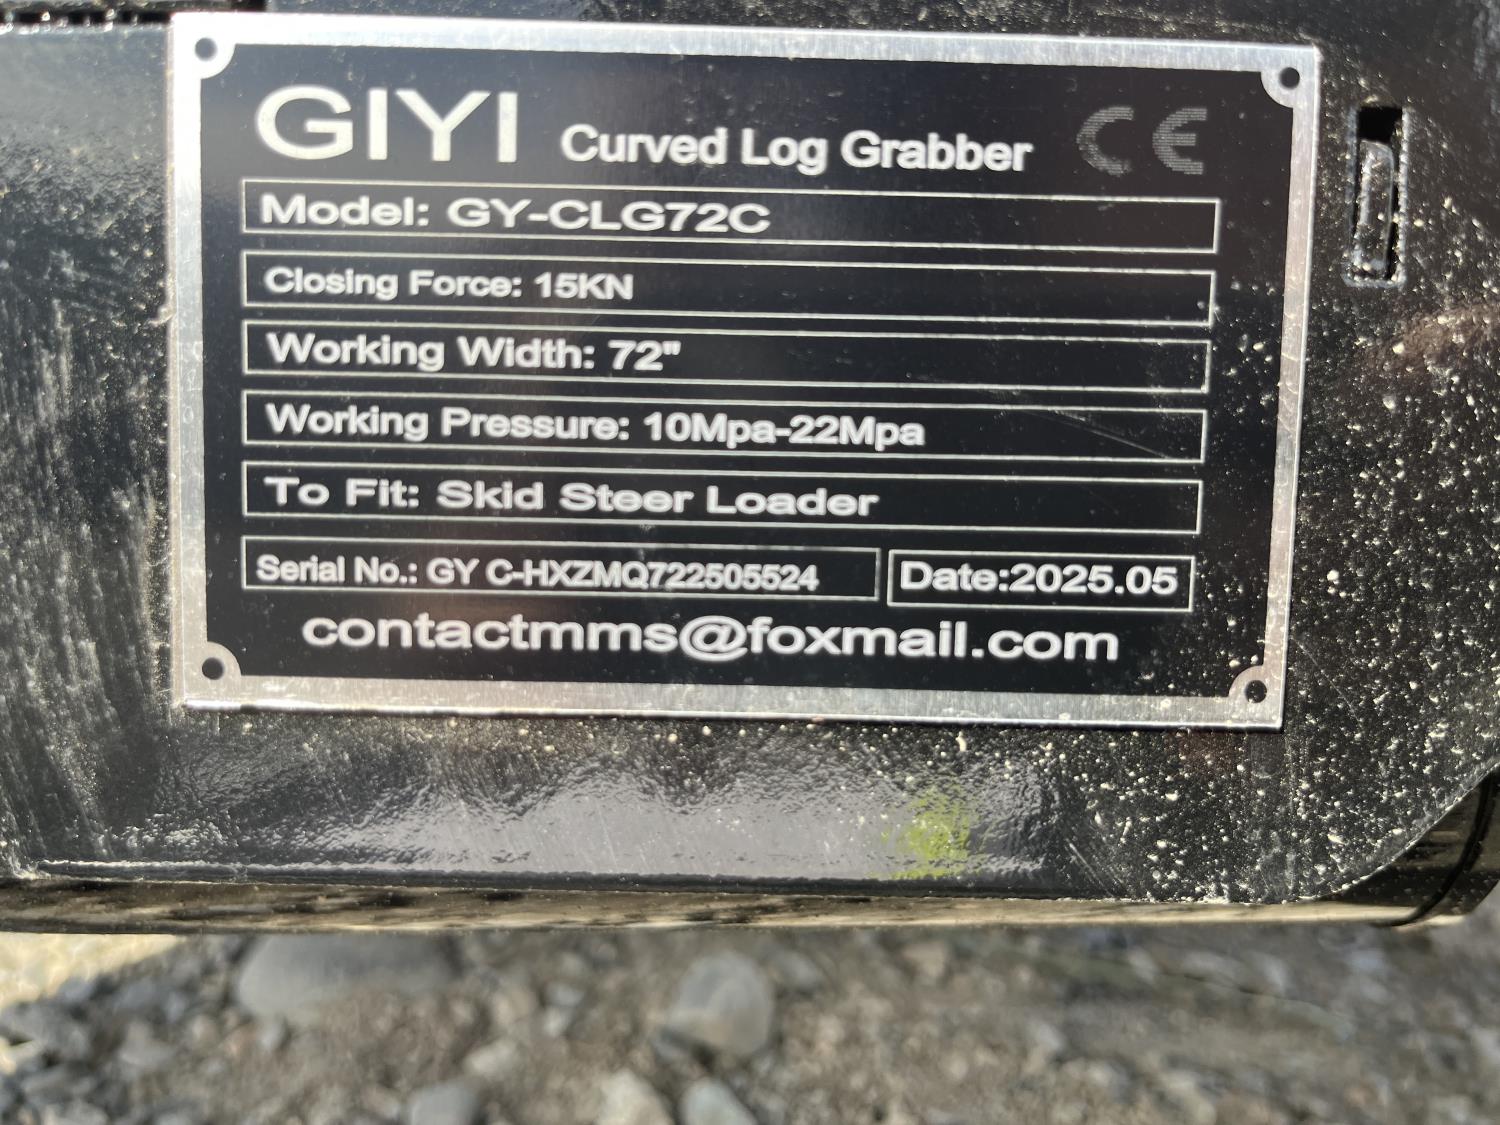 GIYI Curved Log Grabber CE
Model: GY-CLG72C
Closing Force: 15KN
Working Width: 72"
Working Pressure: 10Mpa-22Mpa
To Fit: Skid Steer Loader
Serial No.: GY C-HXZMQ722505524 Date:2025.05
contactmms@foxmail.com